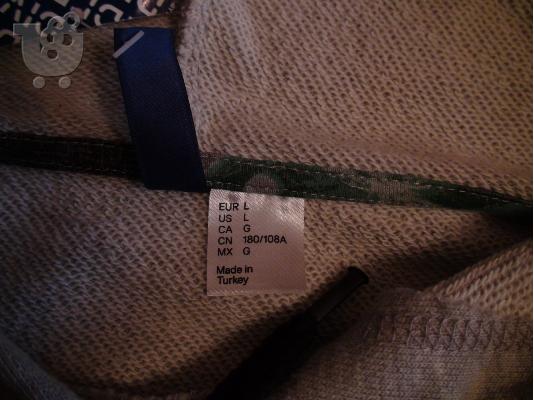 EUR L
US L
CA G
CN 180/108A
MX G
Made in
Turkey